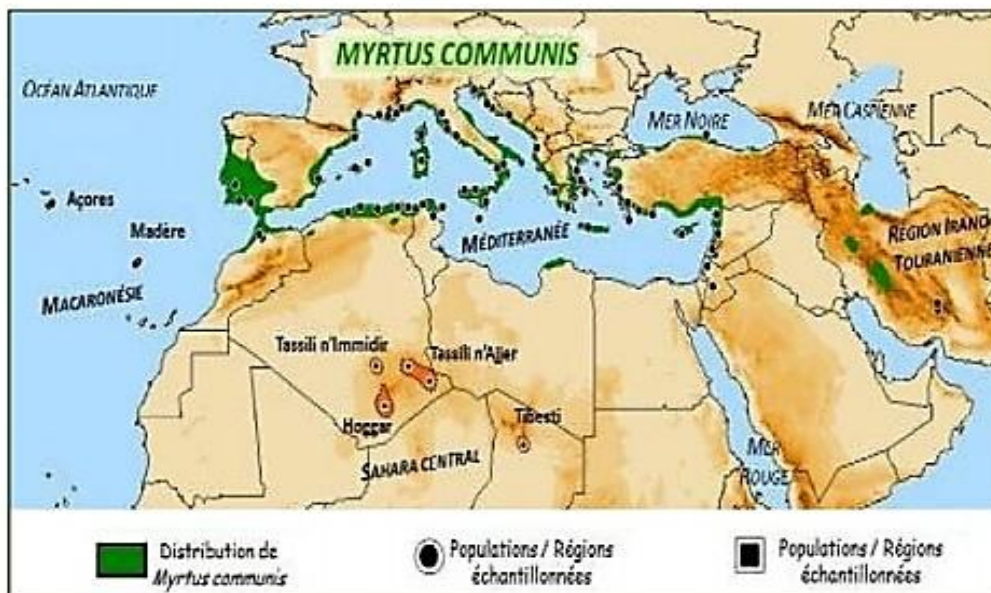 MYRTUS COMMUNIS
OCÉAN ATLANTIQUE
MER NOIRE
MER CASPIENNE
Açores
Madère
MÉDITERRANÉE
RÉGION IRANO-
TOURANIENNE
MACARONÉSIE
Tassili n'Immidir
Tassili n'Ajjer
Hoggar
Tibesti
SAHARA CENTRAL
MER
ROUGE
Distribution de
Myrtus communis
Populations / Régions
échantillonnées
Populations / Régions
échantillonnées